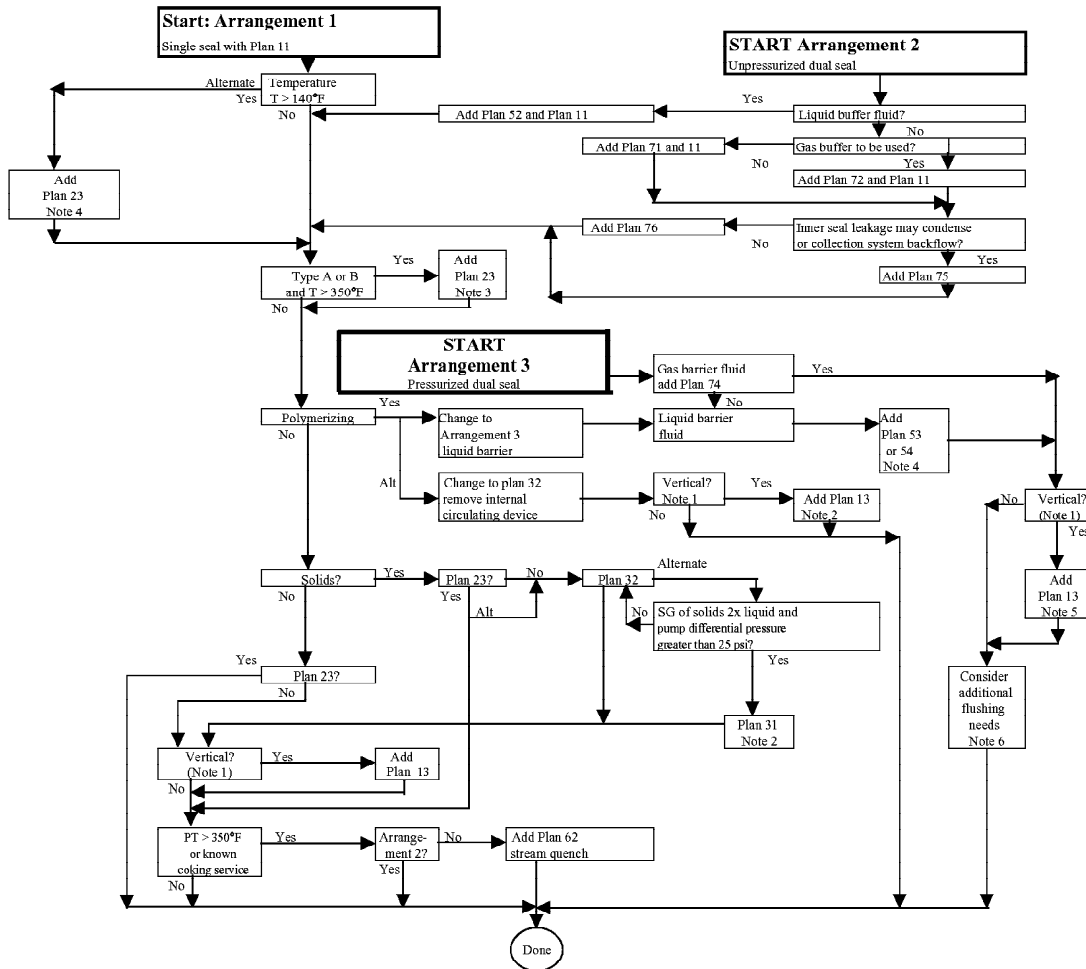 Start: Arrangement 1
Single seal with Plan 11
START Arrangement 2
Unpressurized dual seal
Alternate
Yes
Temperature
T > 140°F
No
Add Plan 52 and Plan 11
Yes
Liquid buffer fluid?
No
Add Plan 71 and 11
No
Gas buffer to be used?
Yes
Add Plan 72 and Plan 11
Add
Plan 23
Note 4
Add Plan 76
No
Inner seal leakage may condense
or collection system backflow?
Yes
Add Plan 75
Type A or B
and T > 350°F
Yes
Add
Plan 23
Note 3
No
START
Arrangement 3
Pressurized dual seal
Gas barrier fluid
add Plan 74
Yes
No
Polymerizing
Yes
No
Change to
Arrangement 3
liquid barrier
Liquid barrier
fluid
Add
Plan 53
or 54
Note 4
Alt
Change to plan 32
remove internal
circulating device
Vertical?
Note 1
Yes
No
Add Plan 13
Note 2
No
Vertical?
(Note 1)
Yes
Add
Plan 13
Note 5
Solids?
Yes
No
Plan 23?
No
Yes
Alt
Plan 32
Alternate
No
SG of solids 2x liquid and
pump differential pressure
greater than 25 psi?
Yes
Yes
Plan 23?
No
Plan 31
Note 2
Consider
additional
flushing
needs
Note 6
Vertical?
(Note 1)
Yes
No
Add
Plan 13
PT > 350°F
or known
coking service
Yes
No
Arrange-
ment 2?
No
Yes
Add Plan 62
stream quench
Done